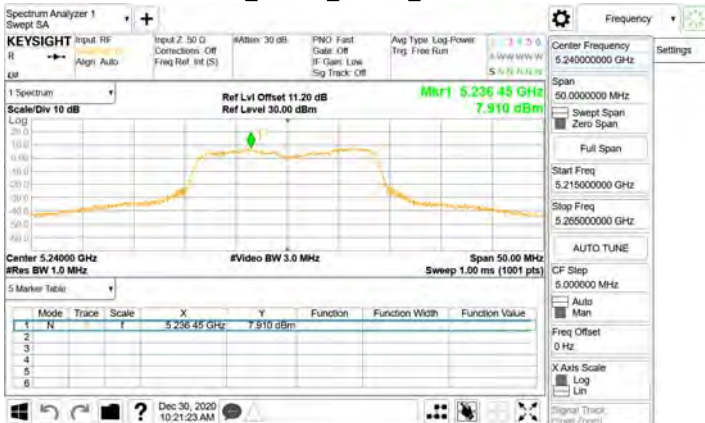 Spectrum Analyzer 1
Swept SA
+
Frequency
KEYSIGHT
R
Input: RF
Align: Auto
Input Z: 50 Ω
Corrections: Off
Freq Ref: Int (S)
#Atten: 30 dB
PNO: Fast
Gate: Off
IF Gain: Low
Sig Track: Off
Avg Type: Log-Power
Trig: Free Run
Center Frequency
5.240000000 GHz
Settings
Span
50.0000000 MHz
Swept Span
Zero Span
Full Span
Start Freq
5.215000000 GHz
Stop Freq
5.265000000 GHz
AUTO TUNE
CF Step
5.000000 MHz
Auto
Man
Freq Offset
0 Hz
X Axis Scale
Log
Lin
Signal Track
(Span Zoom)
1 Spectrum
Scale/Div 10 dB
Ref Lvl Offset 11.20 dB
Ref Level 30.00 dBm
Mkr1 5.236 45 GHz
7.910 dBm
Log
20.0
10.0
0.00
Center 5.24000 GHz
#Res BW 1.0 MHz
#Video BW 3.0 MHz
Span 50.00 MHz
Sweep 1.00 ms (1001 pts)
5 Marker Table
Mode Trace Scale X Y Function Function Width Function Value
1 N f 5.236 45 GHz 7.910 dBm
2
3
4
5
6
?
Dec 30, 2020
10:21:23 AM